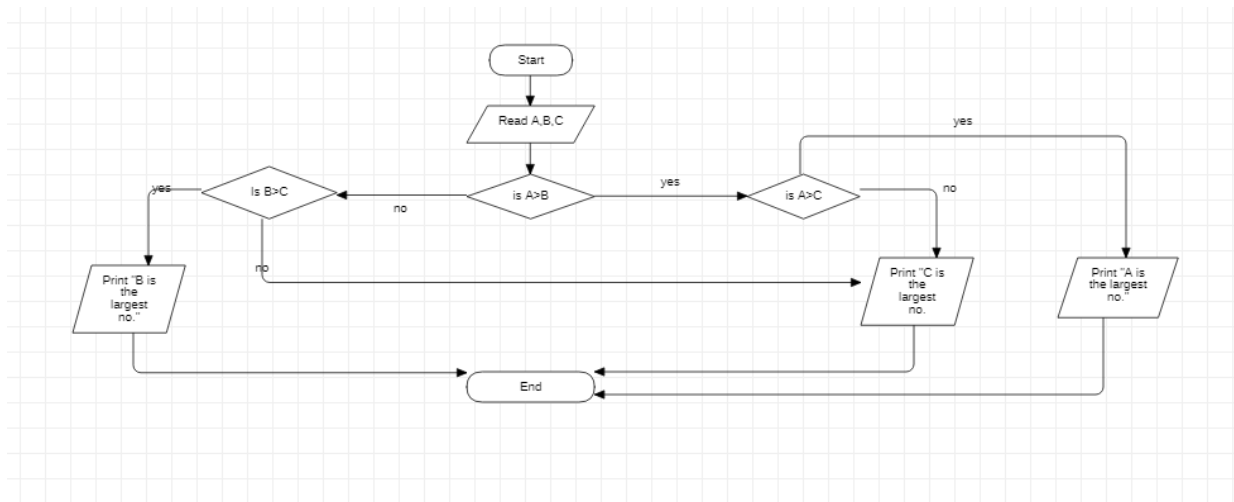 Start
Read A,B,C
yes
is A>B
no
Is B>C
yes
no
yes
is A>C
no
Print "B is
the
largest
no."
Print "C is
the
largest
no.
Print "A is
the largest
no."
End